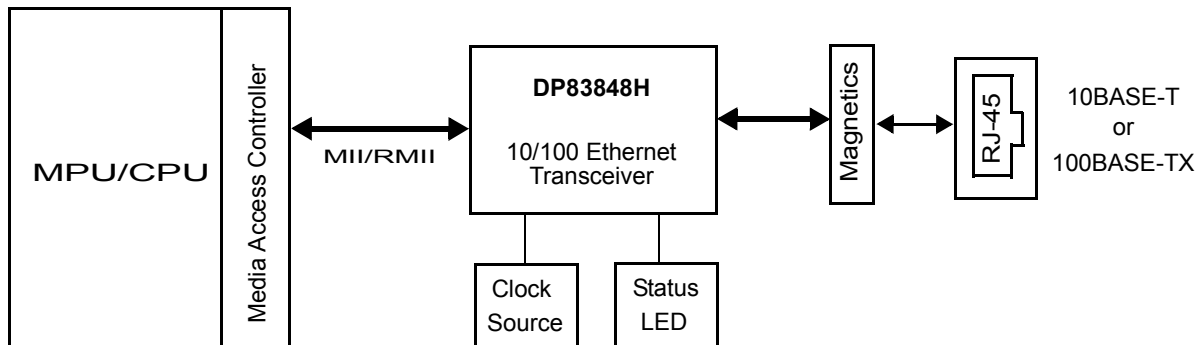 MPU/CPU
Media Access Controller
MII/RMII
DP83848H
10/100 Ethernet
Transceiver
Clock
Source
Status
LED
Magnetics
RJ-45
10BASE-T
or
100BASE-TX